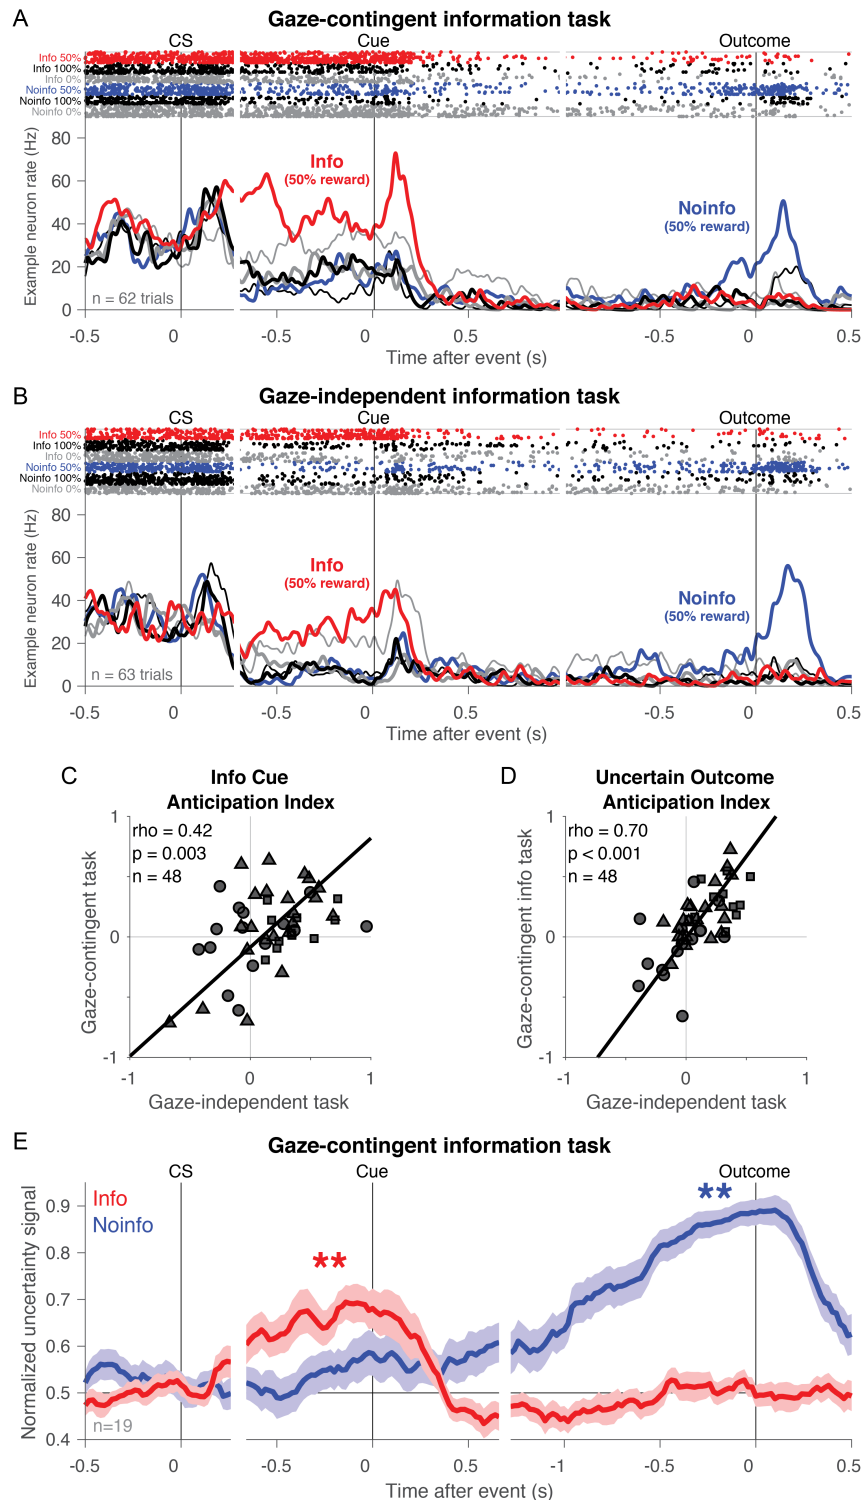 A
Gaze-contingent information task
CS
Cue
Outcome
Info 50%
Info 100%
Info 0%
Noinfo 50%
Noinfo 100%
Noinfo 0%
Example neuron rate (Hz)
80
60
40
20
0
Info
(50% reward)
Noinfo
(50% reward)
n = 62 trials
-0.5
0
-0.5
0
0.5
-0.5
0
0.5
Time after event (s)
B
Gaze-independent information task
CS
Cue
Outcome
Info 50%
Info 100%
Info 0%
Noinfo 50%
Noinfo 100%
Noinfo 0%
Example neuron rate (Hz)
80
60
40
20
0
Info
(50% reward)
Noinfo
(50% reward)
n = 63 trials
-0.5
0
-0.5
0
0.5
-0.5
0
0.5
Time after event (s)
C
Info Cue
Anticipation Index
1
0
-1
rho = 0.42
p = 0.003
n = 48
Gaze-contingent task
-1
0
1
Gaze-independent task
D
Uncertain Outcome
Anticipation Index
1
0
-1
rho = 0.70
p < 0.001
n = 48
Gaze-contingent info task
-1
0
1
Gaze-independent task
E
Gaze-contingent information task
CS
Cue
Outcome
Info
Noinfo
**
**
Normalized uncertainty signal
0.9
0.8
0.7
0.6
0.5
0.4
n=19
-0.5
0
-0.5
0
0.5
-1
-0.5
0
0.5
Time after event (s)